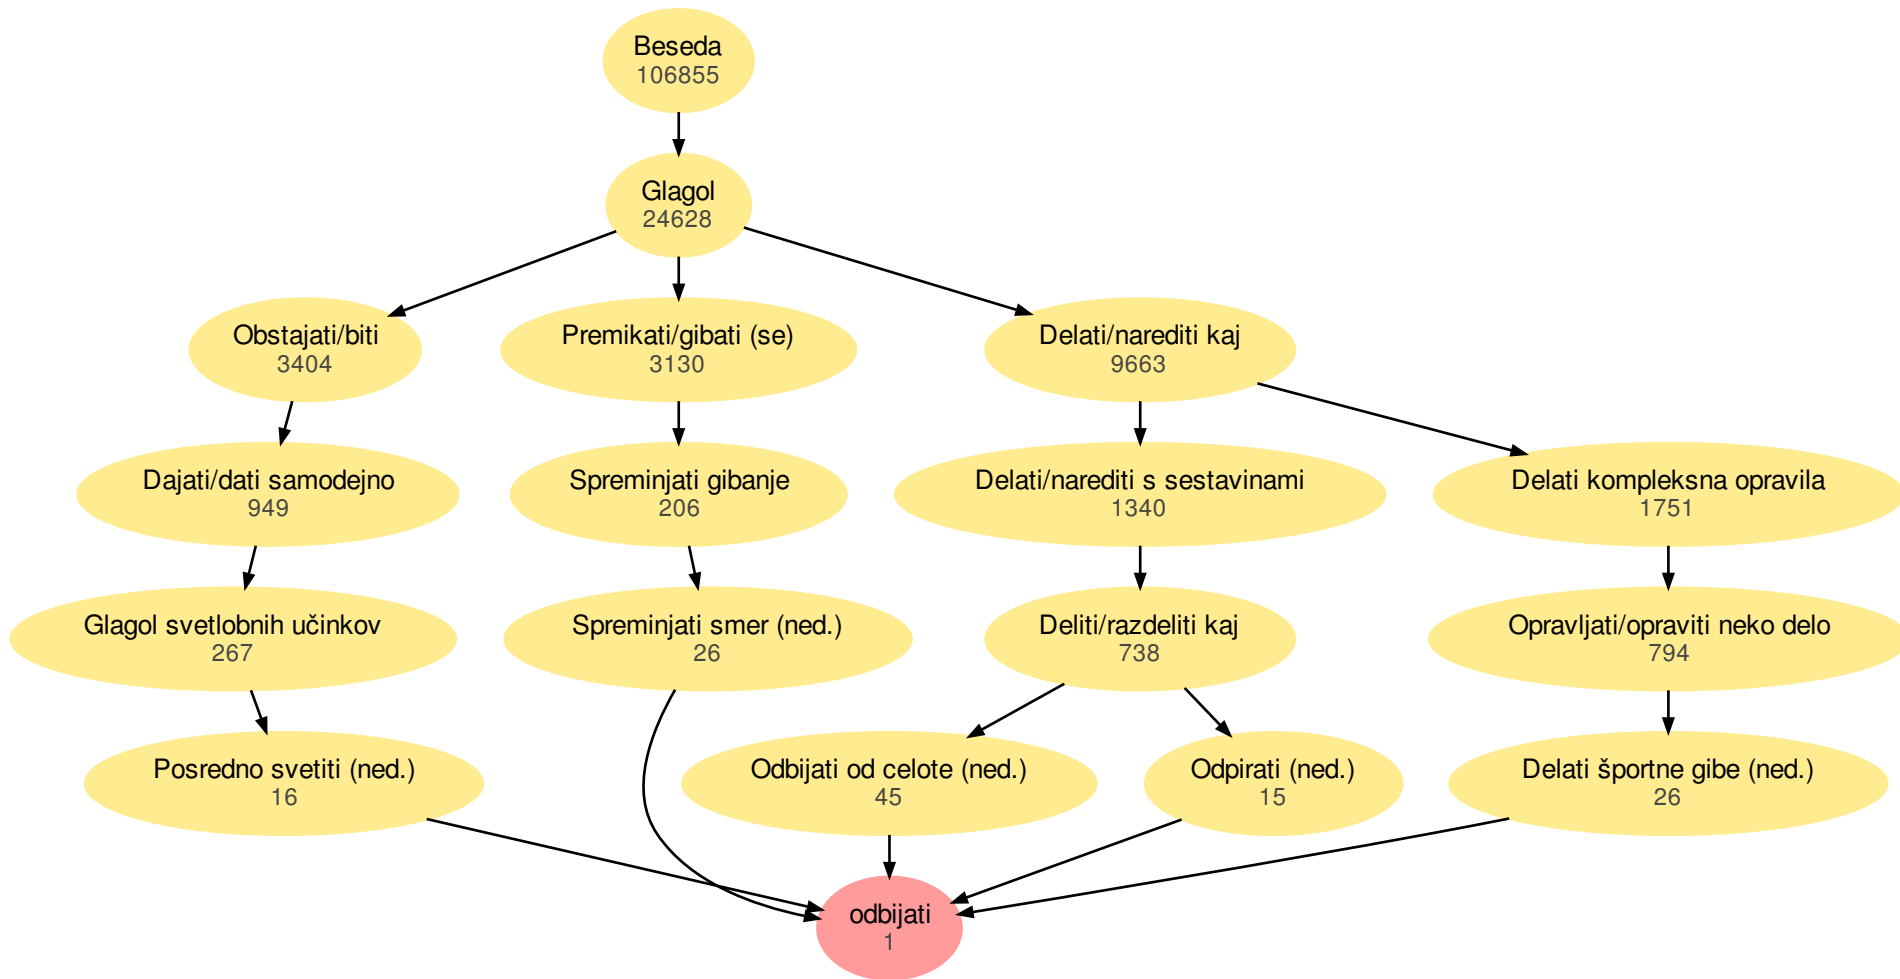 Beseda
106855
Glagol
24628
Obstajati/biti
3404
Premikati/gibati (se)
3130
Delati/narediti kaj
9663
Dajati/dati samodejno
949
Spreminjati gibanje
206
Delati/narediti s sestavinami
1340
Delati kompleksna opravila
1751
Glagol svetlobnih učinkov
267
Spreminjati smer (ned.)
26
Deliti/razdeliti kaj
738
Opravljati/opraviti neko delo
794
Posredno svetiti (ned.)
16
Odbijati od celote (ned.)
45
Odpirati (ned.)
15
Delati športne gibe (ned.)
26
odbijati
1